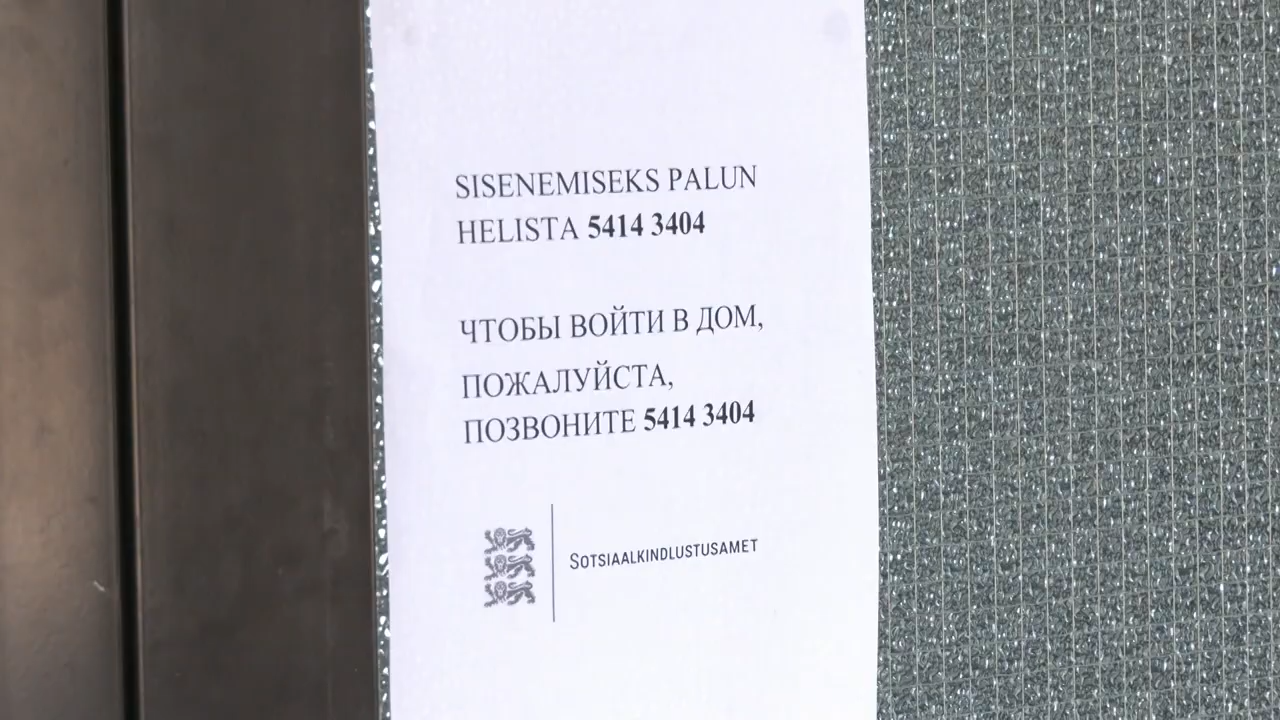 SISENEMISEKS PALUN
HELISTA 5414 3404
ЧТОБЫ ВОЙТИ В ДОМ,
ПОЖАЛУЙСТА,
ПОЗВОНИТЕ 5414 3404
SOTSIAALKINDLUSTUSAMET